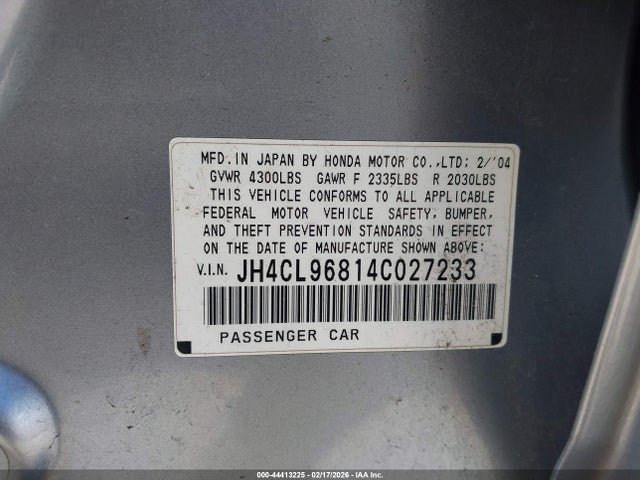 MFD. IN JAPAN BY HONDA MOTOR CO.,LTD; 2/'04
GVWR 4300LBS GAWR F 2335LBS R 2030LBS
THIS VEHICLE CONFORMS TO ALL APPLICABLE
FEDERAL MOTOR VEHICLE SAFETY, BUMPER,
AND THEFT PREVENTION STANDARDS IN EFFECT
ON THE DATE OF MANUFACTURE SHOWN ABOVE:
V.I.N. JH4CL96814C027233
PASSENGER CAR
000-44413225 - 02/17/2026 - IAA Inc.